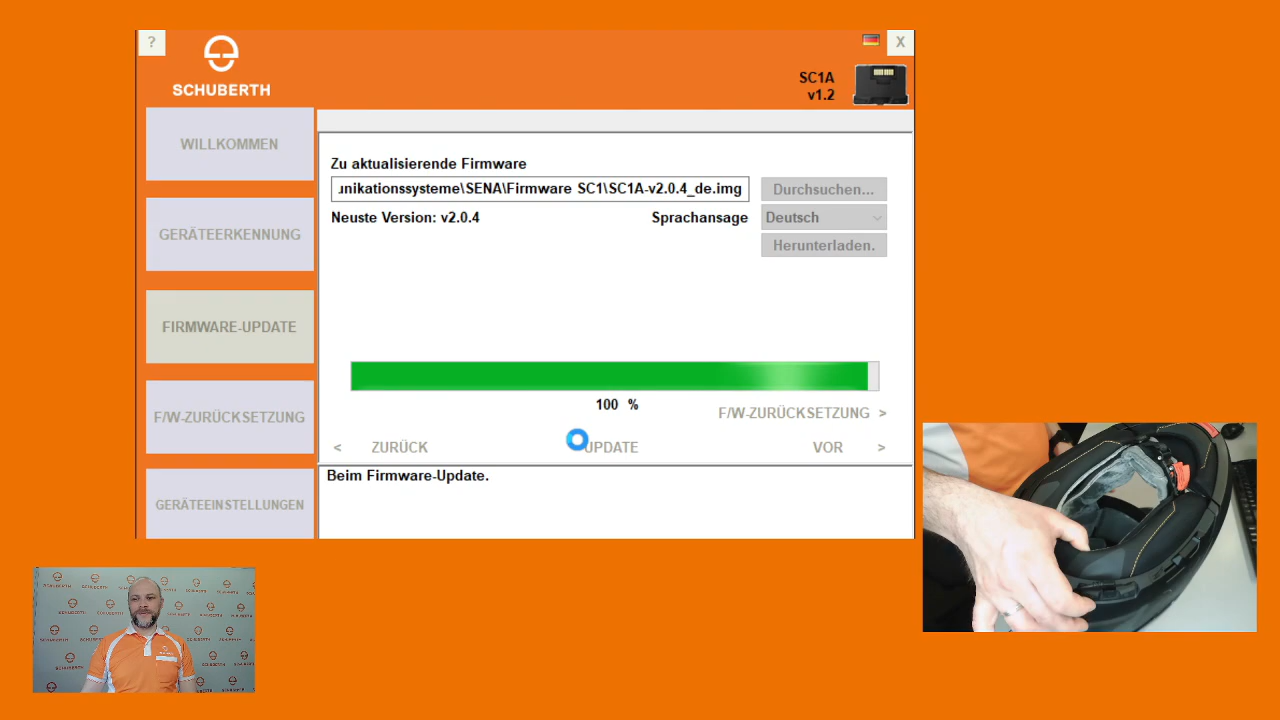 ?
X
SCHUBERTH
SC1A
v1.2
WILLKOMMEN
GERÄTEERKENNUNG
FIRMWARE-UPDATE
F/W-ZURÜCKSETZUNG
GERÄTEEINSTELLUNGEN
Zu aktualisierende Firmware
unikationssysteme\SENA\Firmware SC1\SC1A-v2.0.4_de.img
Durchsuchen...
Neuste Version: v2.0.4
Sprachansage
Deutsch
Herunterladen.
100 %
F/W-ZURÜCKSETZUNG >
< ZURÜCK
UPDATE
VOR >
Beim Firmware-Update.